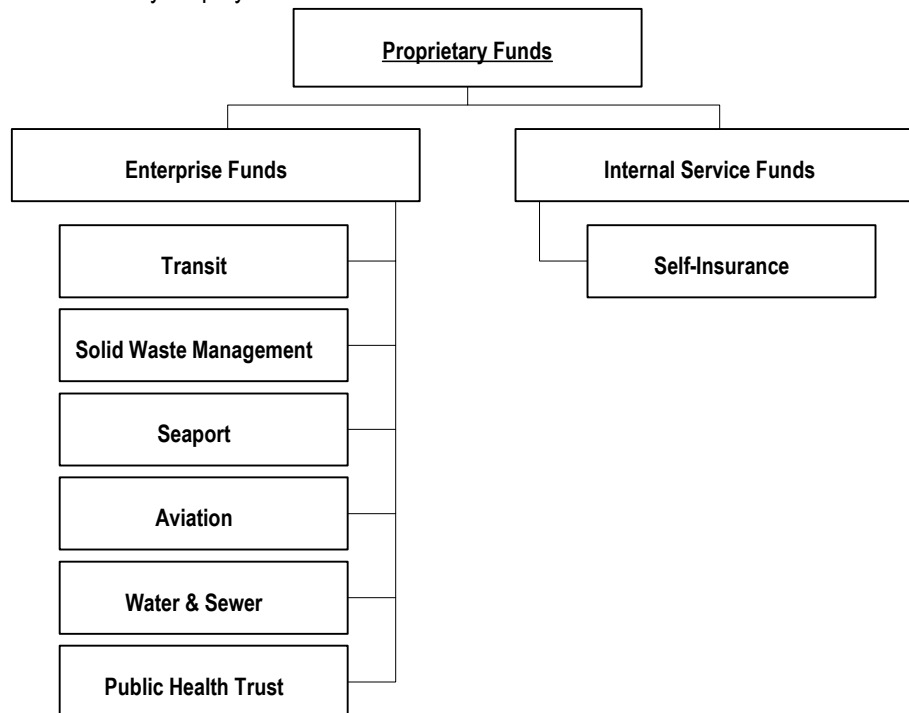 Proprietary Funds
Enterprise Funds
Internal Service Funds
Transit
Self-Insurance
Solid Waste Management
Seaport
Aviation
Water & Sewer
Public Health Trust